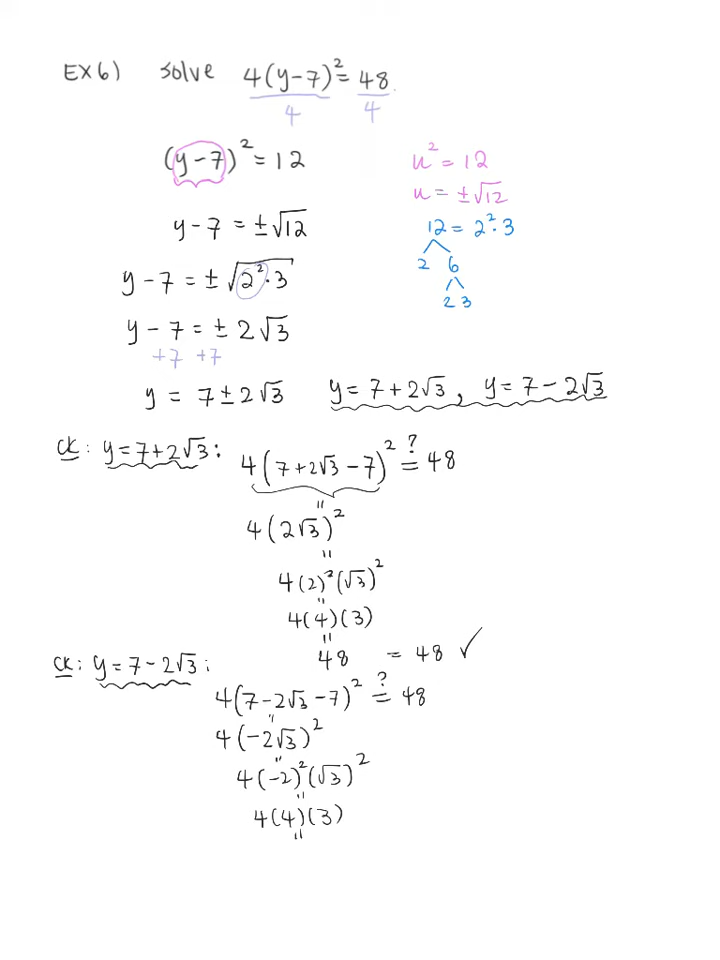 EX 6) solve 4(y-7)² = 48
4 4
(y-7)² = 12 u² = 12
u = ±√12
y-7 = ±√12 12 = 2²·3
2 6
y-7 = ±√2²·3
2 3
y-7 = ±2√3
+7 +7
y = 7±2√3 y = 7+2√3, y = 7-2√3
CK: y = 7+2√3: 4(7+2√3-7)² ?= 48
"
4(2√3)²
"
4(2)²(√3)²
"
4(4)(3)
"
48 = 48 ✓
CK: y = 7-2√3:
4(7-2√3-7)² ?= 48
"
4(-2√3)²
"
4(-2)²(√3)²
"
4(4)(3)
"